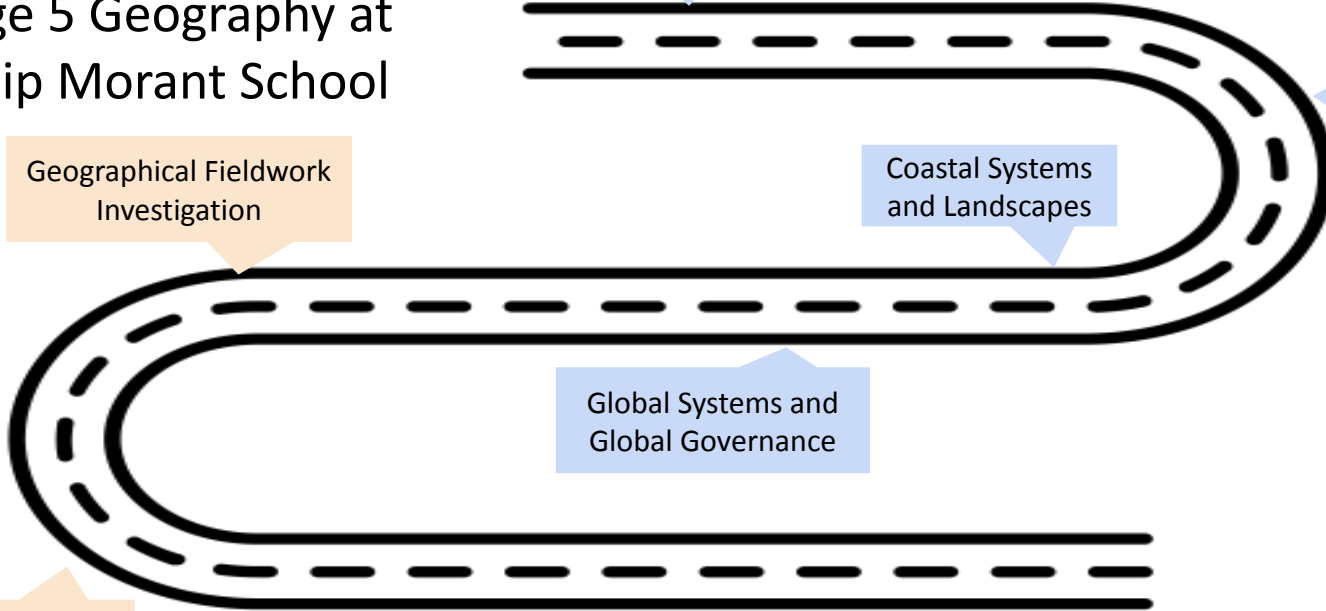 ge 5 Geography at
ip Morant School
Geographical Fieldwork
Investigation
Coastal Systems
and Landscapes
Global Systems and
Global Governance